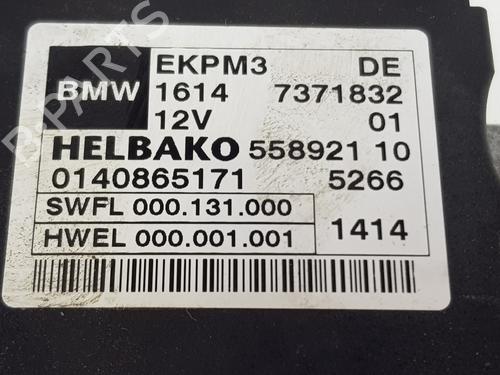 BMW EKPM3 DE
1614 7371832
12V 01
HELBAKO 558921 10
0140865171 5266
SWFL 000.131.000
HWEL 000.001.001 1414